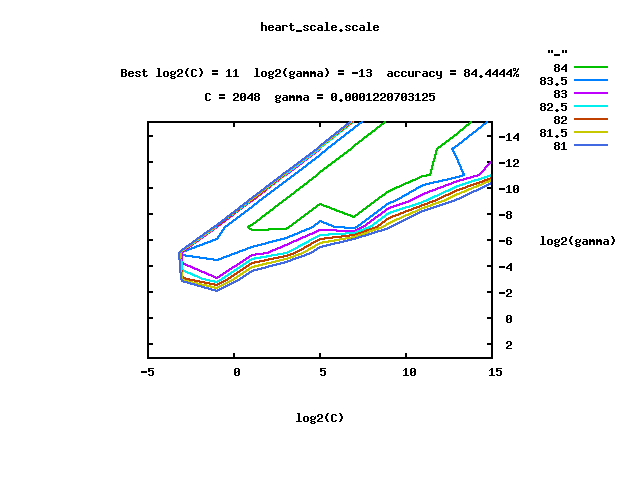 heart_scale.scale
"_"
Best log2(C) = 11 log2(gamma) = -13 accuracy = 84.4444%
C = 2048 gamma = 0.0001220703125
84
83.5
83
82.5
82
81.5
81
-14
-12
-10
-8
-6
-4
-2
0
2
log2(gamma)
-5 0 5 10 15
log2(C)